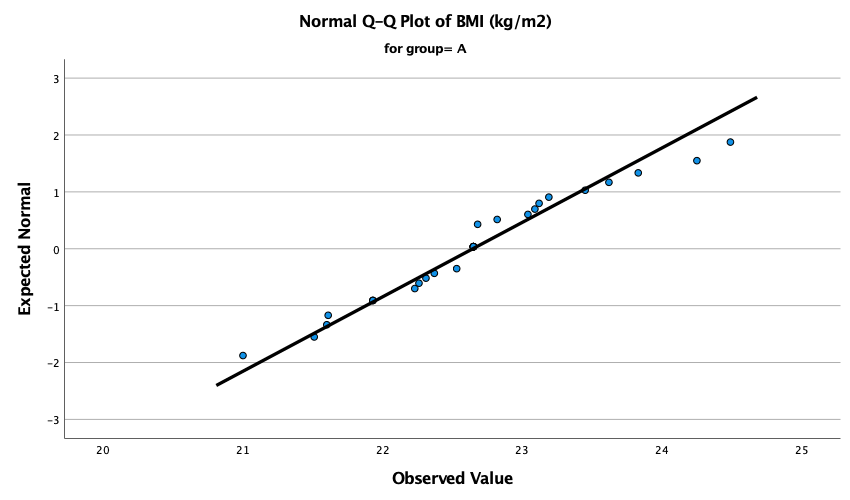 Normal Q-Q Plot of BMI (kg/m2)
for group= A
Expected Normal
3
2
1
0
-1
-2
-3
20 21 22 23 24 25
Observed Value